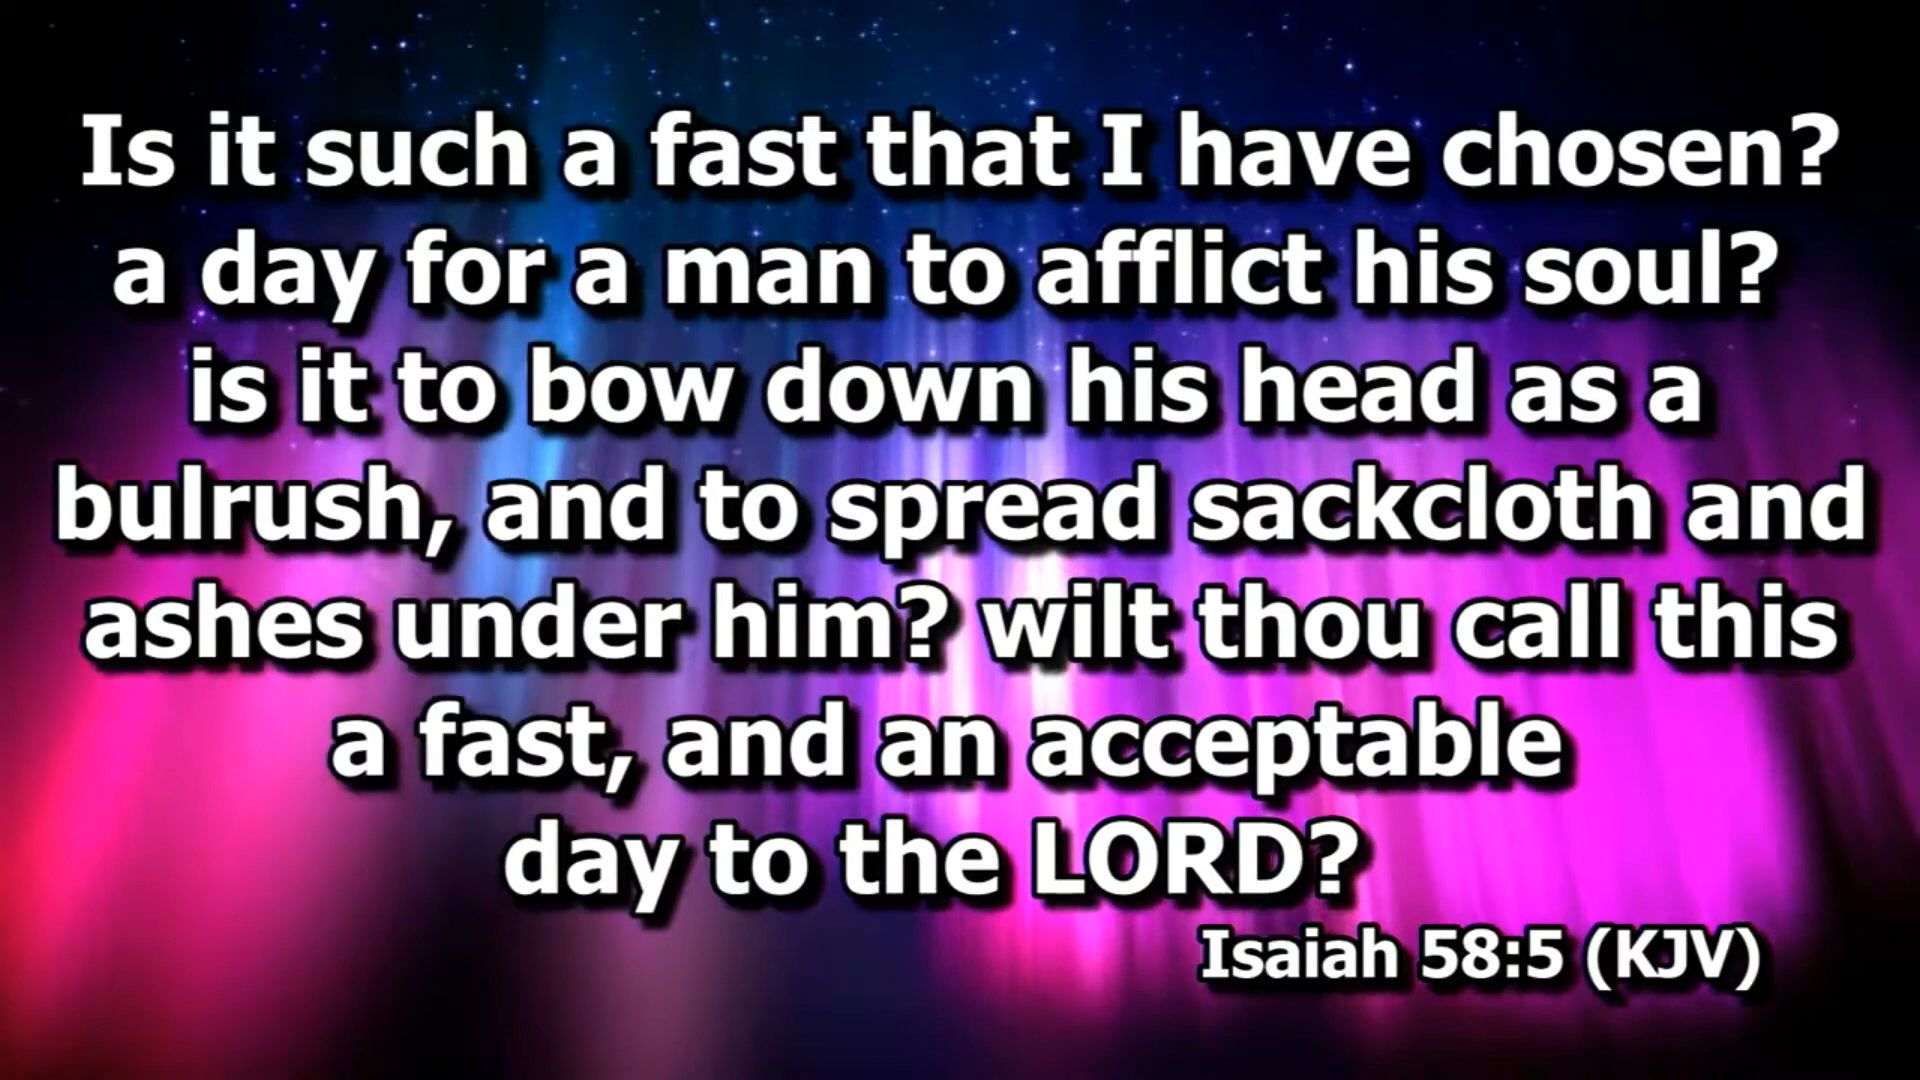 Is it such a fast that I have chosen?
a day for a man to afflict his soul?
is it to bow down his head as a
bulrush, and to spread sackcloth and
ashes under him? wilt thou call this
a fast, and an acceptable
day to the LORD?
Isaiah 58:5 (KJV)